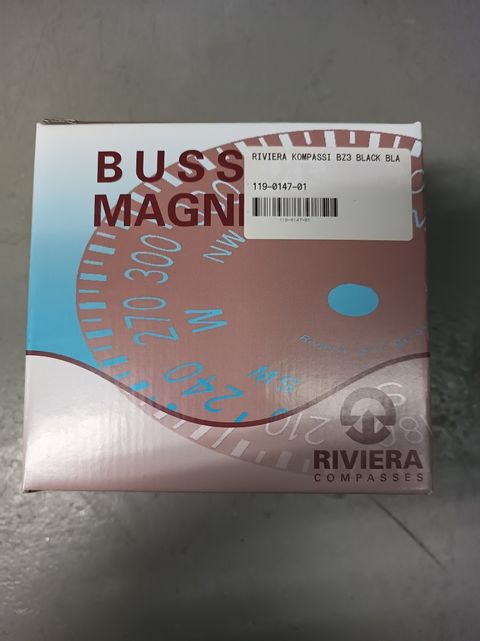 BUSS
MAGN
RIVIERA KOMPASSI BZ3 BLACK BLA
119-0147-01
119-0147-01
NW
300
270
W
240
SW
210
RIVIERA
COMPASSES